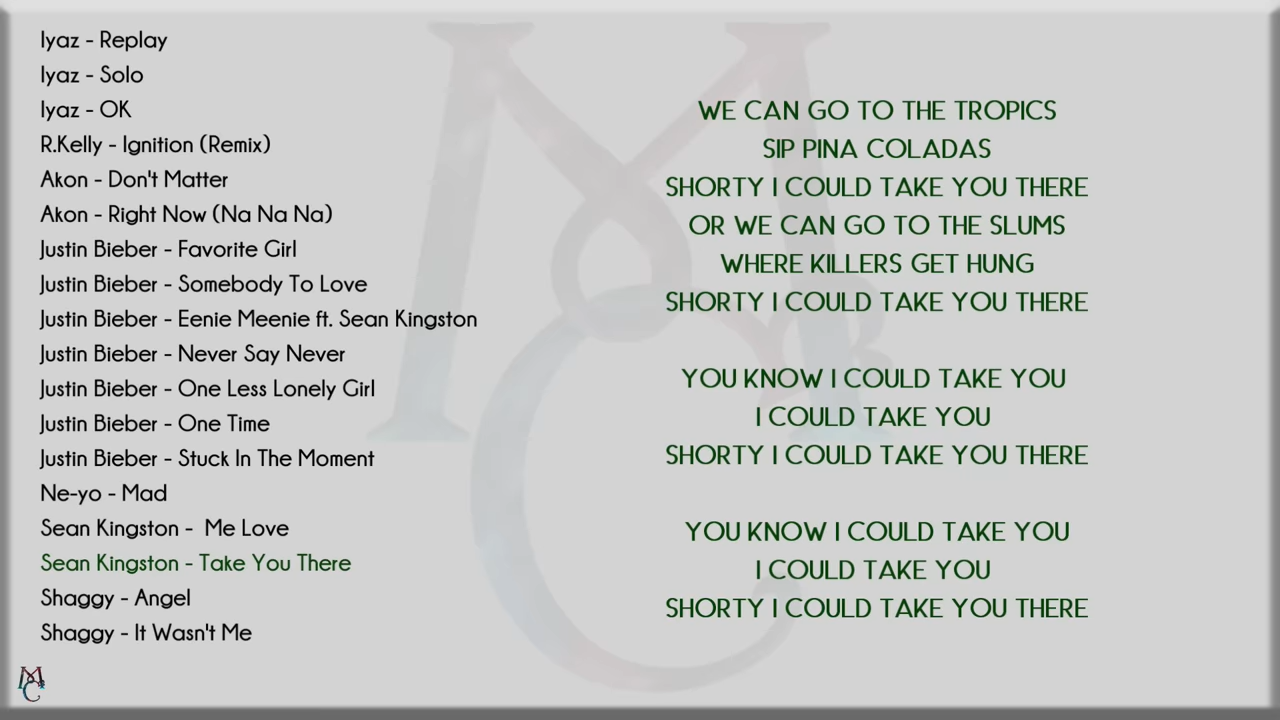 Iyaz - Replay
Iyaz - Solo
Iyaz - OK
R.Kelly - Ignition (Remix)
Akon - Don't Matter
Akon - Right Now (Na Na Na)
Justin Bieber - Favorite Girl
Justin Bieber - Somebody To Love
Justin Bieber - Eenie Meenie ft. Sean Kingston
Justin Bieber - Never Say Never
Justin Bieber - One Less Lonely Girl
Justin Bieber - One Time
Justin Bieber - Stuck In The Moment
Ne-yo - Mad
Sean Kingston -  Me Love
Sean Kingston - Take You There
Shaggy - Angel
Shaggy - It Wasn't Me
WE CAN GO TO THE TROPICS
SIP PINA COLADAS
SHORTY I COULD TAKE YOU THERE
OR WE CAN GO TO THE SLUMS
WHERE KILLERS GET HUNG
SHORTY I COULD TAKE YOU THERE
YOU KNOW I COULD TAKE YOU
I COULD TAKE YOU
SHORTY I COULD TAKE YOU THERE
YOU KNOW I COULD TAKE YOU
I COULD TAKE YOU
SHORTY I COULD TAKE YOU THERE